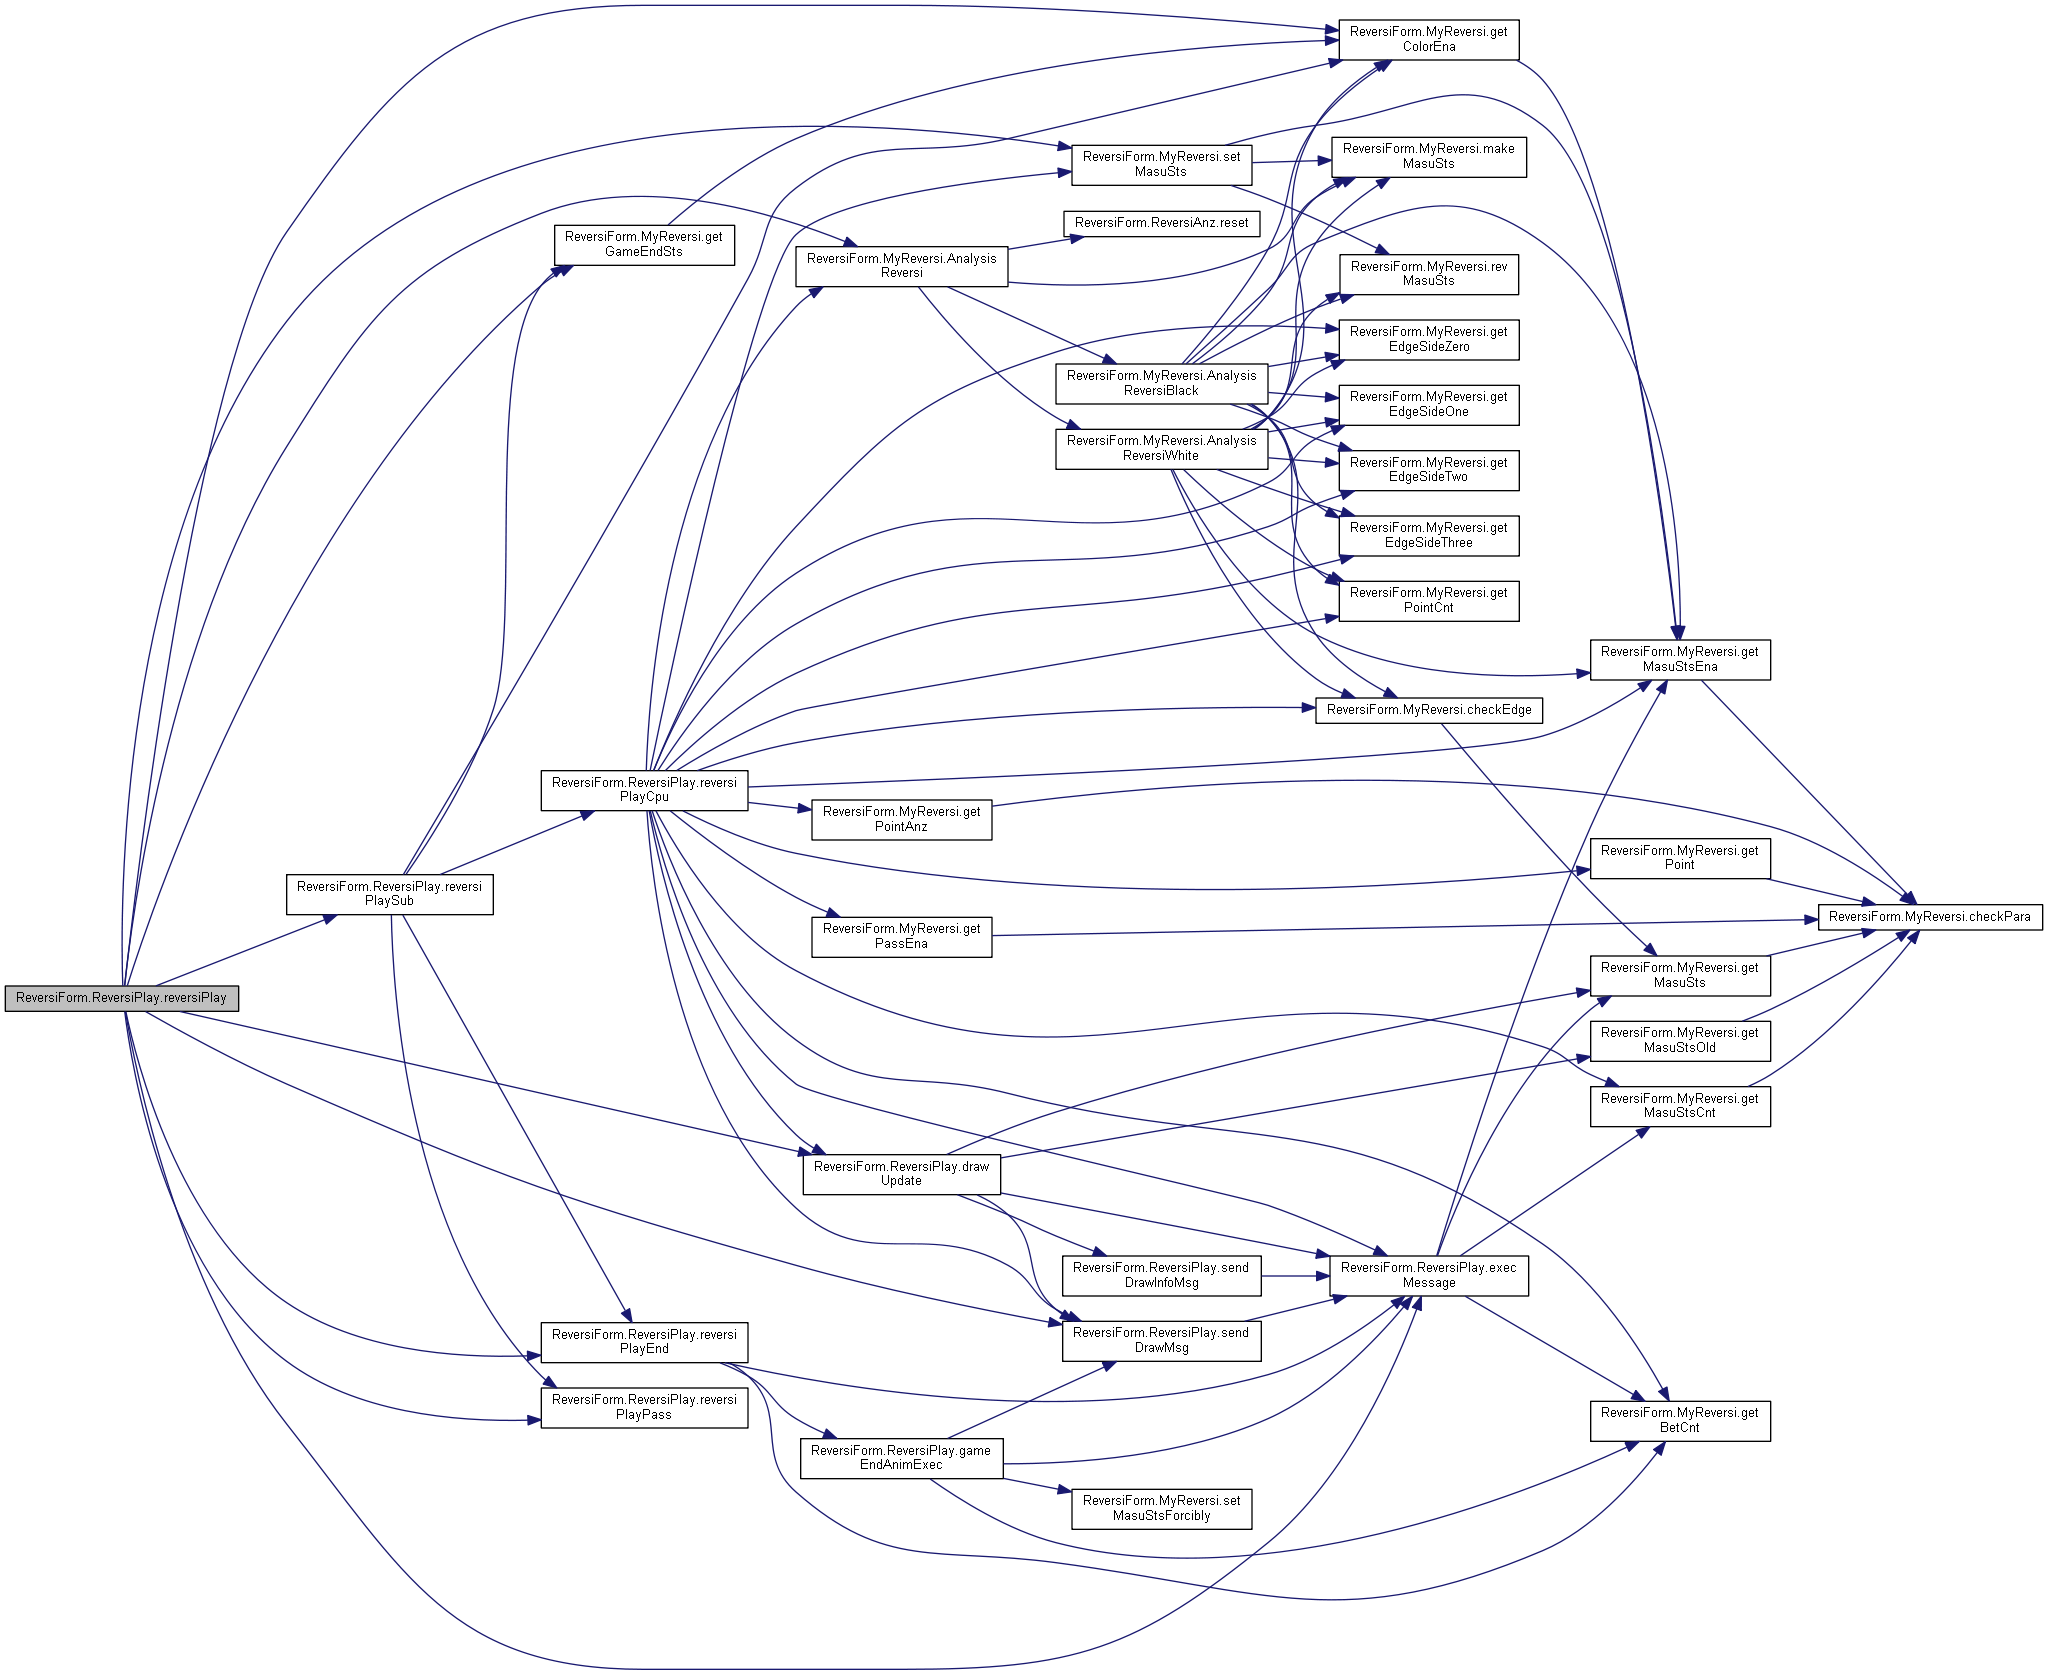 ReversiForm.MyReversi.get
ColorEna
ReversiForm.MyReversi.make
MasuSts
ReversiForm.MyReversi.set
MasuSts
ReversiForm.ReversiAnz.reset
ReversiForm.MyReversi.get
GameEndSts
ReversiForm.MyReversi.Analysis
Reversi
ReversiForm.MyReversi.rev
MasuSts
ReversiForm.MyReversi.get
EdgeSideZero
ReversiForm.MyReversi.Analysis
ReversiBlack
ReversiForm.MyReversi.get
EdgeSideOne
ReversiForm.MyReversi.Analysis
ReversiWhite
ReversiForm.MyReversi.get
EdgeSideTwo
ReversiForm.MyReversi.get
EdgeSideThree
ReversiForm.MyReversi.get
PointCnt
ReversiForm.MyReversi.get
MasuStsEna
ReversiForm.MyReversi.checkEdge
ReversiForm.ReversiPlay.reversi
PlayCpu
ReversiForm.MyReversi.get
PointAnz
ReversiForm.MyReversi.get
Point
ReversiForm.ReversiPlay.reversi
PlaySub
ReversiForm.MyReversi.get
PassEna
ReversiForm.MyReversi.checkPara
ReversiForm.MyReversi.get
MasuSts
ReversiForm.ReversiPlay.reversiPlay
ReversiForm.MyReversi.get
MasuStsOld
ReversiForm.MyReversi.get
MasuStsCnt
ReversiForm.ReversiPlay.draw
Update
ReversiForm.ReversiPlay.send
DrawInfoMsg
ReversiForm.ReversiPlay.exec
Message
ReversiForm.ReversiPlay.send
DrawMsg
ReversiForm.ReversiPlay.reversi
PlayEnd
ReversiForm.ReversiPlay.reversi
PlayPass
ReversiForm.MyReversi.get
BetCnt
ReversiForm.ReversiPlay.game
EndAnimExec
ReversiForm.MyReversi.set
MasuStsForcibly